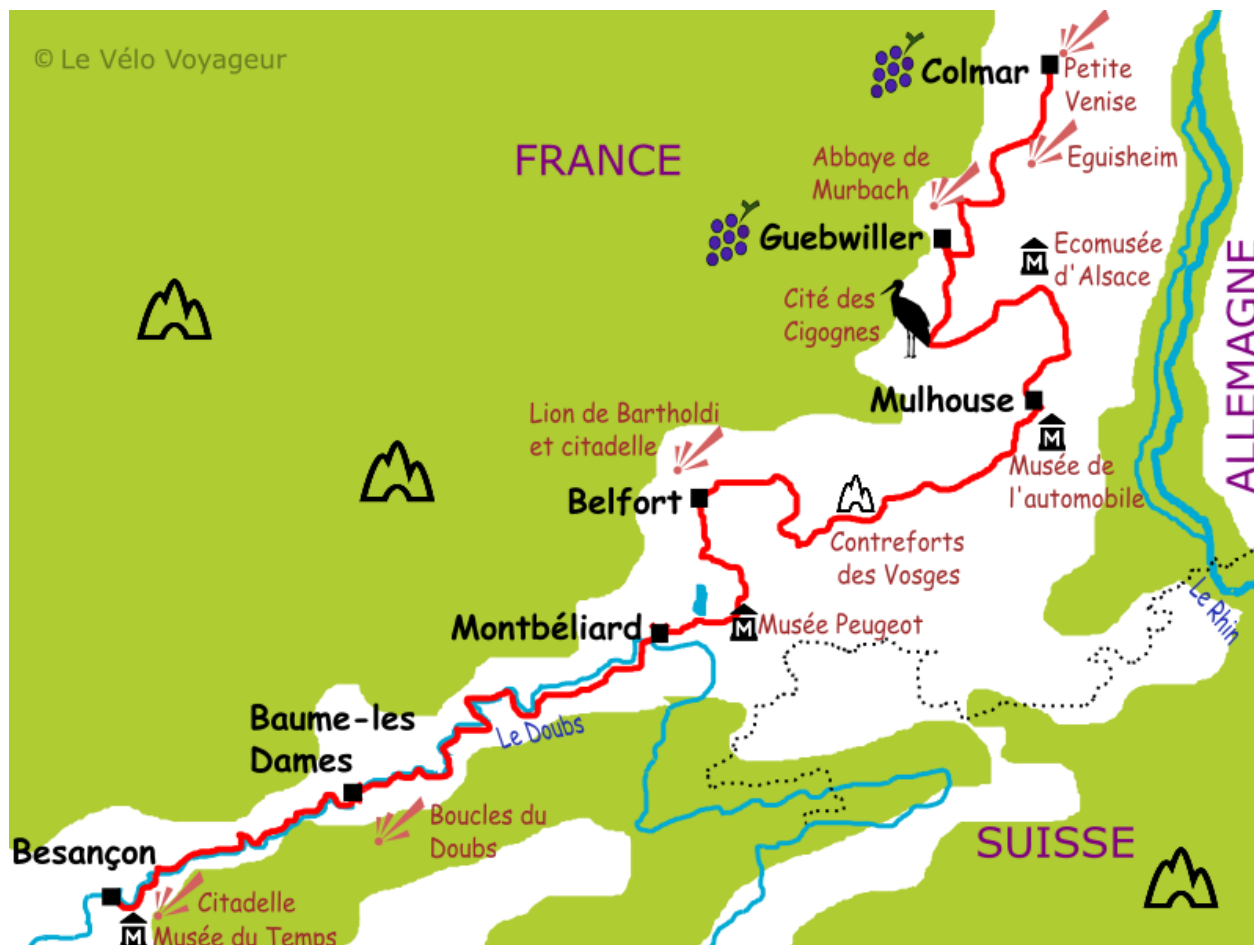 © Le Vélo Voyageur
Colmar
Petite
Venise
FRANCE
Abbaye de
Murbach
Eguisheim
Guebwiller
Ecomusée
d'Alsace
ALLEMAGNE
Cité des
Cigognes
Mulhouse
Lion de Bartholdi
et citadelle
M
Musée de
l'automobile
Belfort
Contreforts
des Vosges
Le Rhin
Montbéliard
M
Musée Peugeot
Baume-les
Dames
Le Doubs
Boucles du
Doubs
SUISSE
Besançon
Citadelle
M
Musée du Temps
M